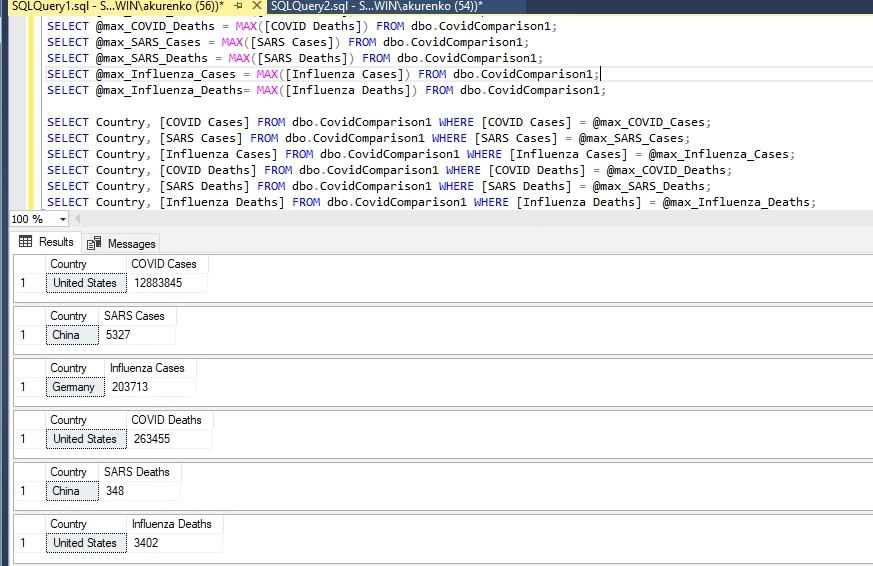 SQLQuery1.sql - S...WIN\akurenko (56))* SQLQuery2.sql - S...WIN\akurenko (54))*
SELECT @max_COVID_Deaths = MAX([COVID Deaths]) FROM dbo.CovidComparison1;
SELECT @max_SARS_Cases = MAX([SARS Cases]) FROM dbo.CovidComparison1;
SELECT @max_SARS_Deaths = MAX([SARS Deaths]) FROM dbo.CovidComparison1;
SELECT @max_Influenza_Cases = MAX([Influenza Cases]) FROM dbo.CovidComparison1;
SELECT @max_Influenza_Deaths= MAX([Influenza Deaths]) FROM dbo.CovidComparison1;
SELECT Country, [COVID Cases] FROM dbo.CovidComparison1 WHERE [COVID Cases] = @max_COVID_Cases;
SELECT Country, [SARS Cases] FROM dbo.CovidComparison1 WHERE [SARS Cases] = @max_SARS_Cases;
SELECT Country, [Influenza Cases] FROM dbo.CovidComparison1 WHERE [Influenza Cases] = @max_Influenza_Cases;
SELECT Country, [COVID Deaths] FROM dbo.CovidComparison1 WHERE [COVID Deaths] = @max_COVID_Deaths;
SELECT Country, [SARS Deaths] FROM dbo.CovidComparison1 WHERE [SARS Deaths] = @max_SARS_Deaths;
SELECT Country, [Influenza Deaths] FROM dbo.CovidComparison1 WHERE [Influenza Deaths] = @max_Influenza_Deaths;
100 %
Results Messages
Country COVID Cases
1 United States 12883845
Country SARS Cases
1 China 5327
Country Influenza Cases
1 Germany 203713
Country COVID Deaths
1 United States 263455
Country SARS Deaths
1 China 348
Country Influenza Deaths
1 United States 3402